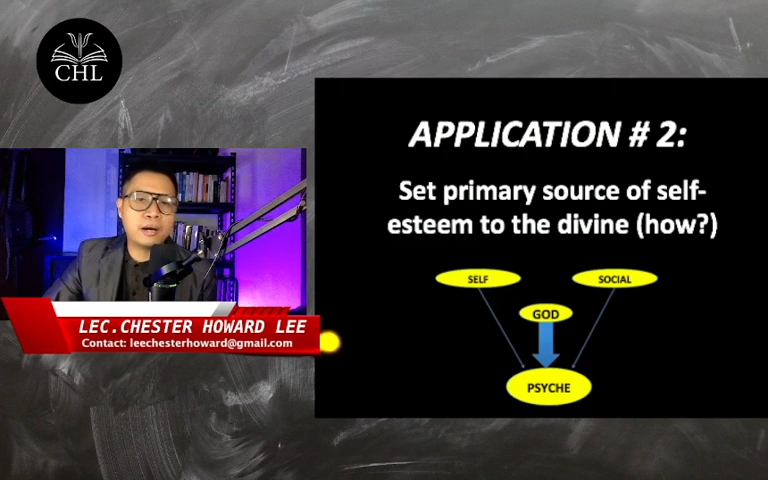 CHL
APPLICATION # 2:
Set primary source of self-
esteem to the divine (how?)
SELF
SOCIAL
GOD
PSYCHE
LEC.CHESTER HOWARD LEE
Contact: leechesterhoward@gmail.com